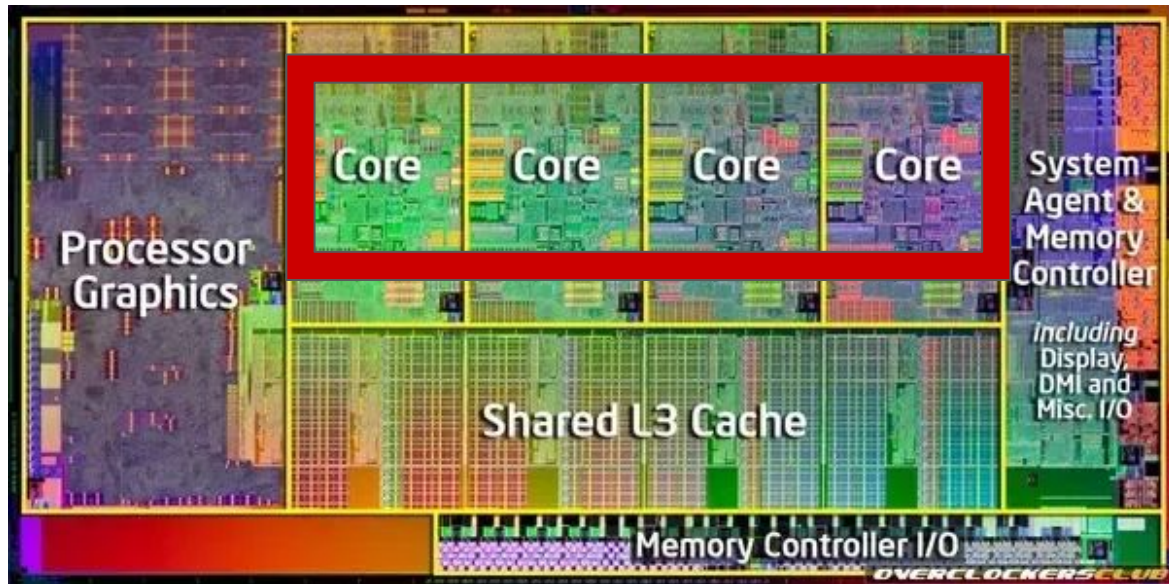 Core
Core
Core
Core
Processor
Graphics
System
Agent &
Memory
Controller
including
Display,
DMI and
Misc. I/O
Shared L3 Cache
Memory Controller I/O
OVERCLOCKERSCLUB